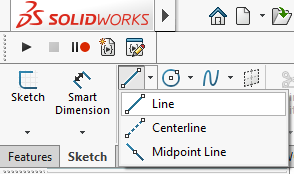 SOLIDWORKS
Sketch
Smart
Dimension
Line
Centerline
Midpoint Line
Features
Sketch